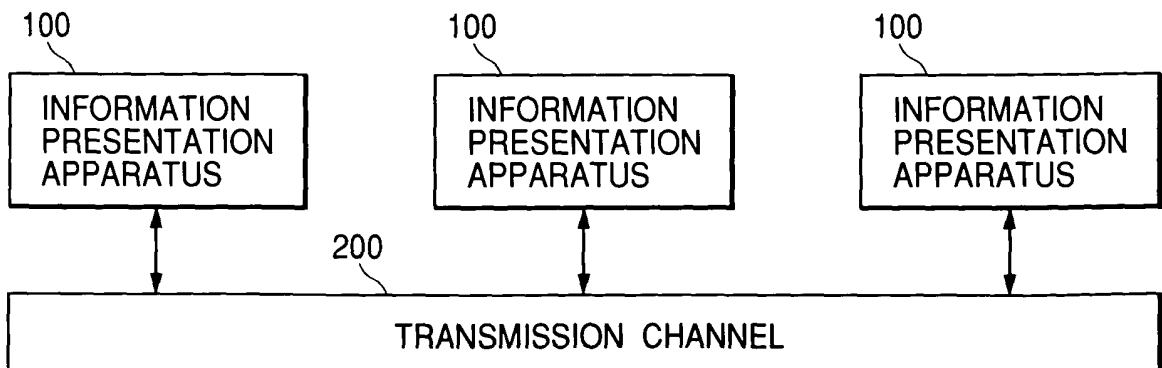 100
100
100
INFORMATION
PRESENTATION
APPARATUS
INFORMATION
PRESENTATION
APPARATUS
INFORMATION
PRESENTATION
APPARATUS
200
TRANSMISSION CHANNEL